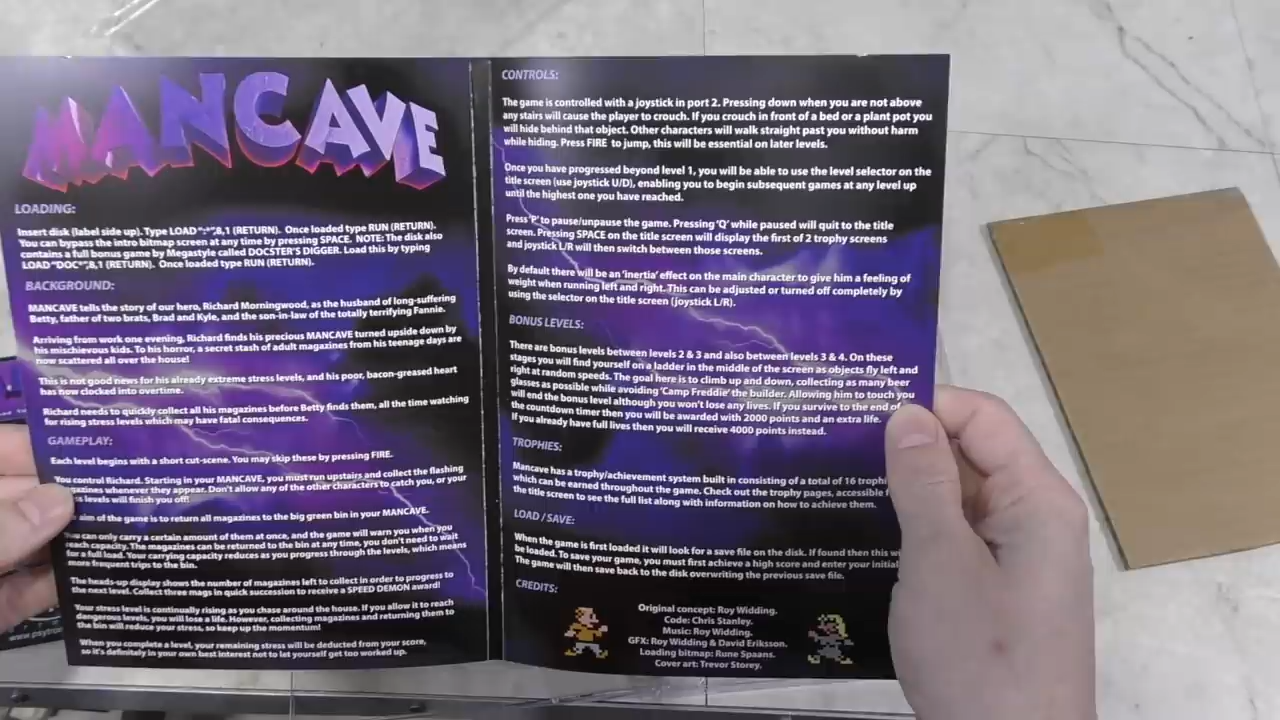 MANCAVE
LOADING:
Insert disk (label side up). Type LOAD ":*",8,1 (RETURN). Once loaded type RUN (RETURN).
You can bypass the intro bitmap screen at any time by pressing SPACE. NOTE: The disk also
contains a full bonus game by Megastyle called DOCSTER'S DIGGER. Load this by typing
LOAD "DOC*",8,1 (RETURN). Once loaded type RUN (RETURN).
BACKGROUND:
MANCAVE tells the story of our hero, Richard Morningwood, as the husband of long-suffering
Betty, father of two brats, Brad and Kyle, and the son-in-law of the totally terrifying Fannie.
Arriving from work one evening, Richard finds his precious MANCAVE turned upside down by
his mischievous kids. To his horror, a secret stash of adult magazines from his teenage days are
now scattered all over the house!
This is not good news for his already extreme stress levels, and his poor, bacon-greased heart
has now clocked into overtime.
Richard needs to quickly collect all his magazines before Betty finds them, all the time watching
for rising stress levels which may have fatal consequences.
GAMEPLAY:
Each level begins with a short cut-scene. You may skip these by pressing FIRE.
You control Richard. Starting in your MANCAVE, you must run upstairs and collect the flashing
whenever they appear. Don't allow any of the other characters to catch you, or your
levels will finish you off!
aim of the game is to return all magazines to the big green bin in your MANCAVE.
You can only carry a certain amount of them at once, and the game will warn you when you
reach capacity. The magazines can be returned to the bin at any time, you don't need to wait
for a full load. Your carrying capacity reduces as you progress through the levels, which means
more frequent trips to the bin.
The heads-up display shows the number of magazines left to collect in order to progress to
the next level. Collect three mags in quick succession to receive a SPEED DEMON award!
Your stress level is continually rising as you chase around the house. If you allow it to reach
dangerous levels, you will lose a life. However, collecting magazines and returning them to
the bin will reduce your stress, so keep up the momentum!
When you complete a level, your remaining stress will be deducted from your score,
so it's definitely in your own best interest not to let yourself get too worked up.
CONTROLS:
The game is controlled with a joystick in port 2. Pressing down when you are not above
any stairs will cause the player to crouch. If you crouch in front of a bed or a plant pot you
will hide behind that object. Other characters will walk straight past you without harm
while hiding. Press FIRE to jump, this will be essential on later levels.
Once you have progressed beyond level 1, you will be able to use the level selector on the
title screen (use joystick U/D), enabling you to begin subsequent games at any level up
until the highest one you have reached.
Press 'P' to pause/unpause the game. Pressing 'Q' while paused will quit to the title
screen. Pressing SPACE on the title screen will display the first of 2 trophy screens
and joystick L/R will then switch between those screens.
By default there will be an 'inertia' effect on the main character to give him a feeling of
weight when running left and right. This can be adjusted or turned off completely by
using the selector on the title screen (joystick L/R).
BONUS LEVELS:
There are bonus levels between levels 2 & 3 and also between levels 3 & 4. On these
stages you will find yourself on a ladder in the middle of the screen as objects fly left and
right at random speeds. The goal here is to climb up and down, collecting as many beer
glasses as possible while avoiding 'Camp Freddie' the builder. Allowing him to touch you
will end the bonus level although you won't lose any lives. If you survive to the end of
the countdown timer then you will be awarded with 2000 points and an extra life.
If you already have full lives then you will receive 4000 points instead.
TROPHIES:
Mancave has a trophy/achievement system built in consisting of a total of 16
which can be earned throughout the game. Check out the trophy pages, accessible
the title screen to see the full list along with information on how to achieve them.
LOAD / SAVE:
When the game is first loaded it will look for a save file on the disk. If found then this
be loaded. To save your game, you must first achieve a high score and enter your
The game will then save back to the disk overwriting the previous save file.
CREDITS:
Original concept: Roy Widding.
Code: Chris Stanley.
Music: Roy Widding.
GFX: Roy Widding & David Eriksson.
Loading bitmap: Rune Spaans.
Cover art: Trevor Storey.